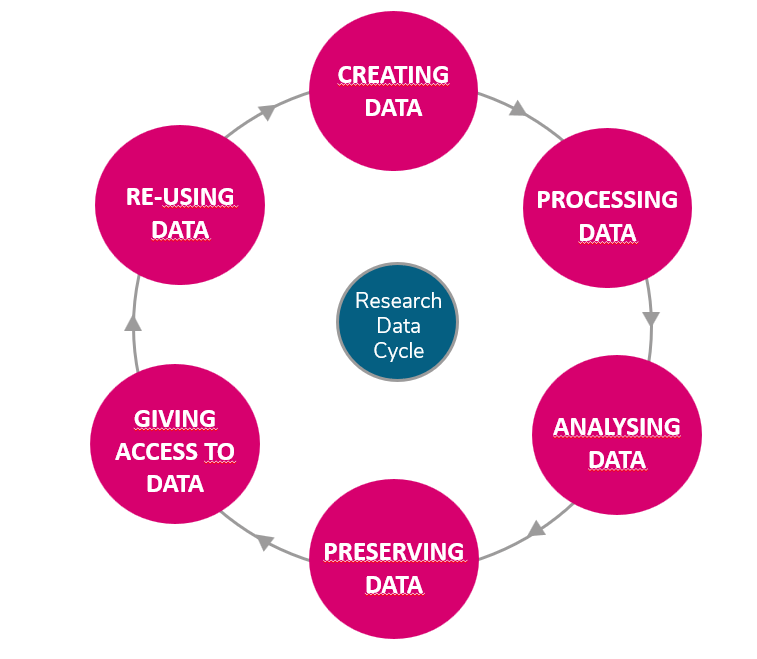 CREATING
DATA
PROCESSING
DATA
ANALYSING
DATA
PRESERVING
DATA
GIVING
ACCESS TO
DATA
RE-USING
DATA
Research
Data
Cycle